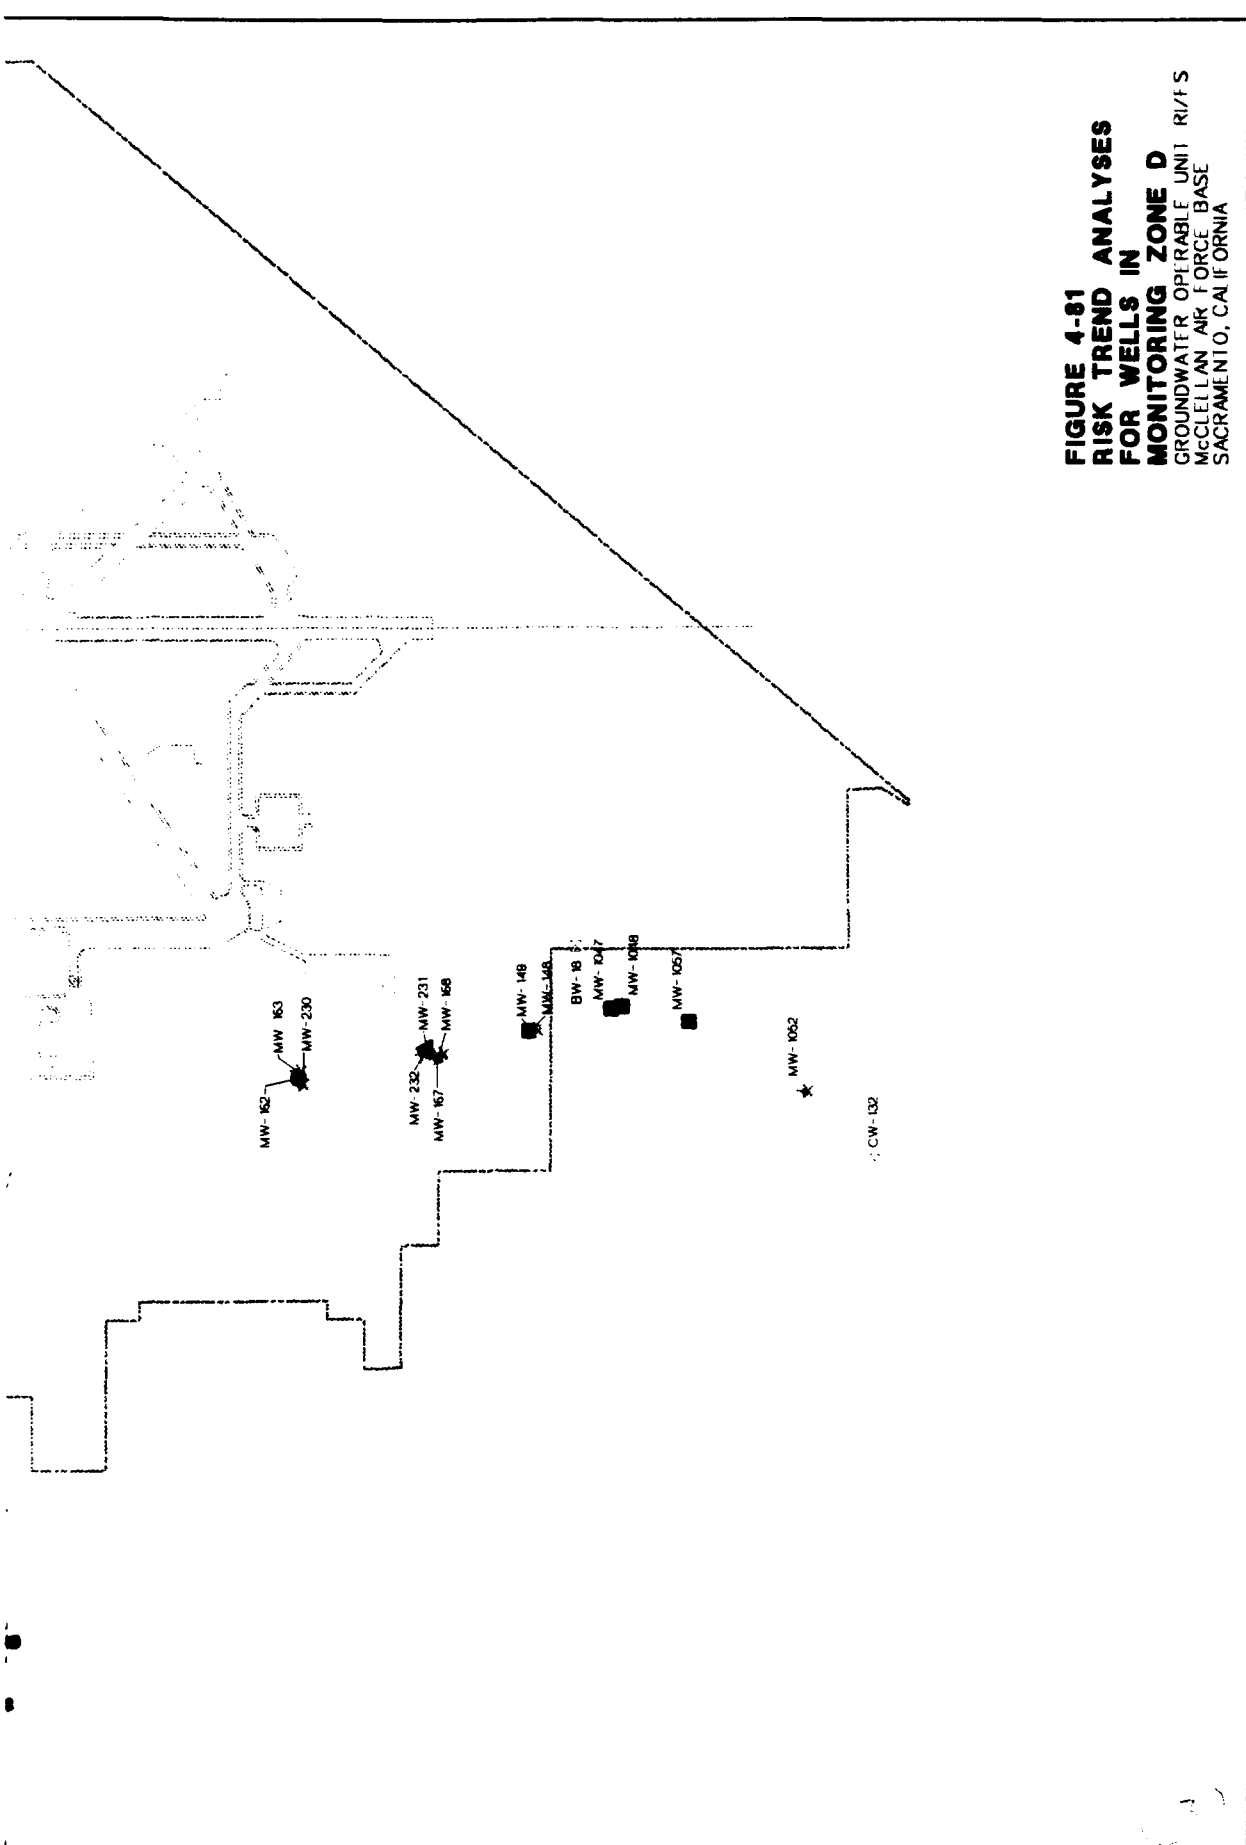 FIGURE 4-81
RISK TREND ANALYSES
FOR WELLS IN
MONITORING ZONE D
GROUNDWATER OPERABLE UNIT RI/FS
McCLELLAN AIR FORCE BASE
SACRAMENTO, CALIFORNIA
MW-162
MW 163
MW-230
MW-232
MW-231
MW-167
MW-168
MW-149
MW-148
BW-18
MW-1047
MW-1048
MW-1057
MW-1052
CW-132